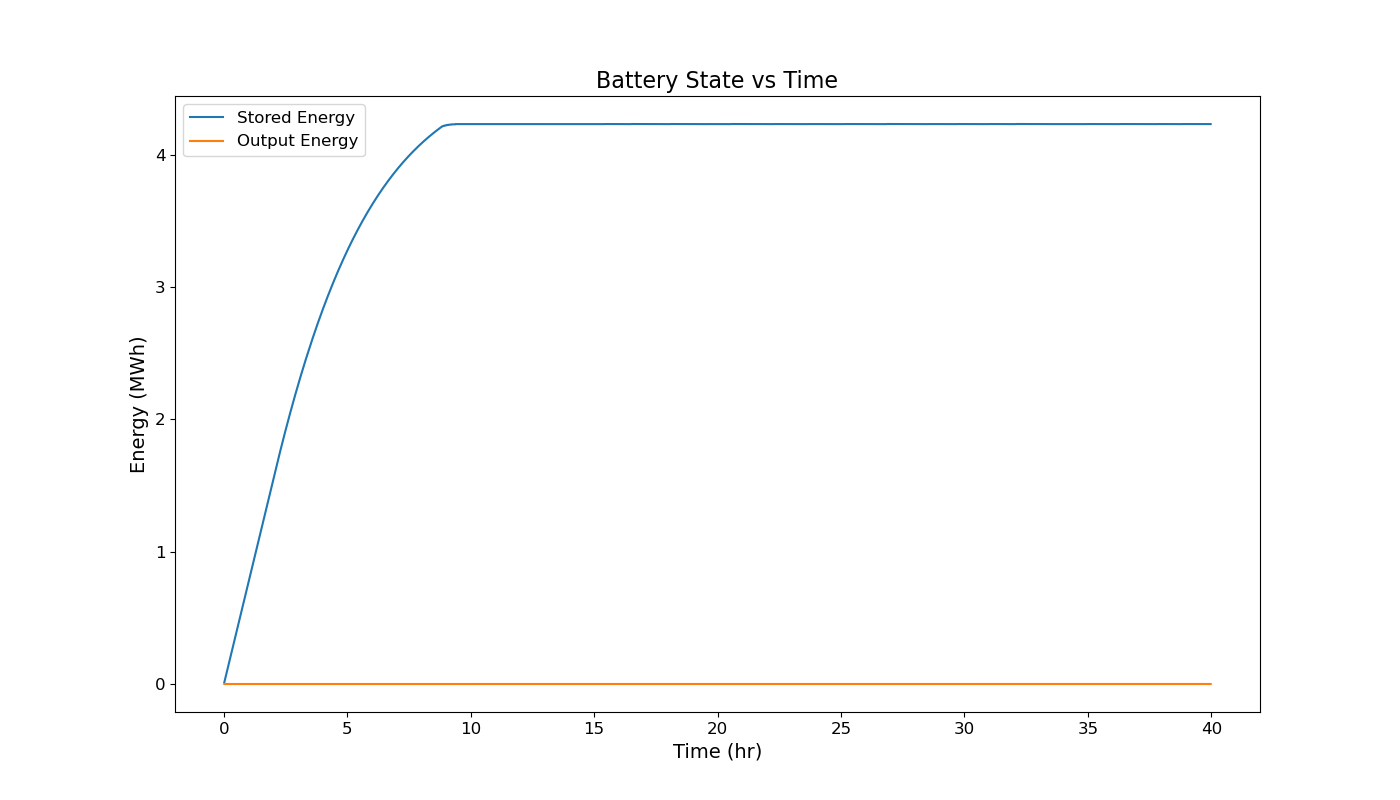 Battery State vs Time
Stored Energy
Output Energy
Energy (MWh)
4
3
2
1
0
0 5 10 15 20 25 30 35 40
Time (hr)